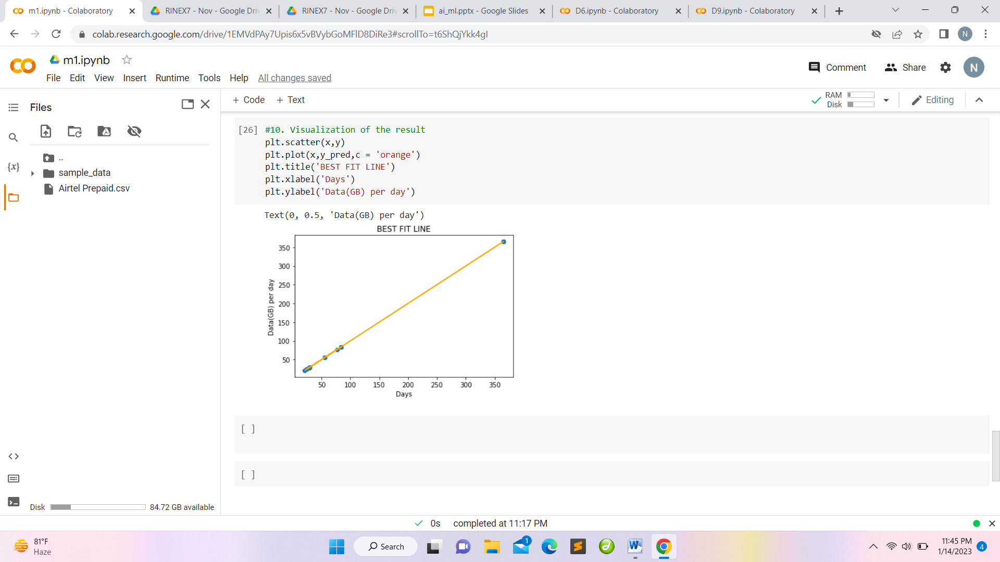 m1.ipynb - Colaboratory
RINEX7 - Nov - Google Driv
RINEX7 - Nov - Google Driv
ai_ml.pptx - Google Slides
D6.ipynb - Colaboratory
D9.ipynb - Colaboratory
colab.research.google.com/drive/1EMVdPAy7Upis6x5vBVybGoMFlD8DiRe3#scrollTo=t6ShQjYkk4gI
N
m1.ipynb
Comment
Share
N
File Edit View Insert Runtime Tools Help All changes saved
Files
+ Code + Text
RAM
Disk
Editing
[26] #10. Visualization of the result
plt.scatter(x,y)
plt.plot(x,y_pred,c = 'orange')
plt.title('BEST FIT LINE')
plt.xlabel('Days')
plt.ylabel('Data(GB) per day')
..
{x}
sample_data
Airtel Prepaid.csv
Text(0, 0.5, 'Data(GB) per day')
BEST FIT LINE
350
300
250
200
150
100
50
Data(GB) per day
50 100 150 200 250 300 350
Days
[ ]
[ ]
Disk 84.72 GB available
0s completed at 11:17 PM
81°F
Haze
Search
1
11:45 PM
1/14/2023
4